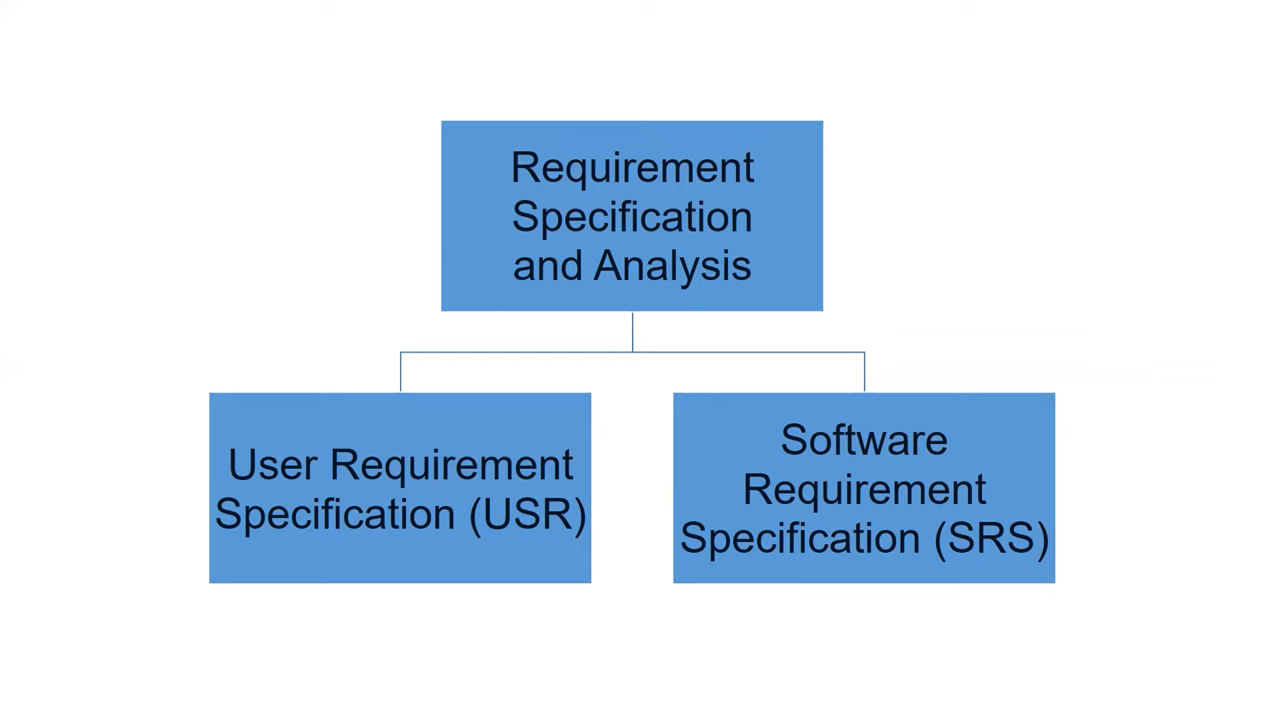 Requirement
Specification
and Analysis
User Requirement
Specification (USR)
Software
Requirement
Specification (SRS)